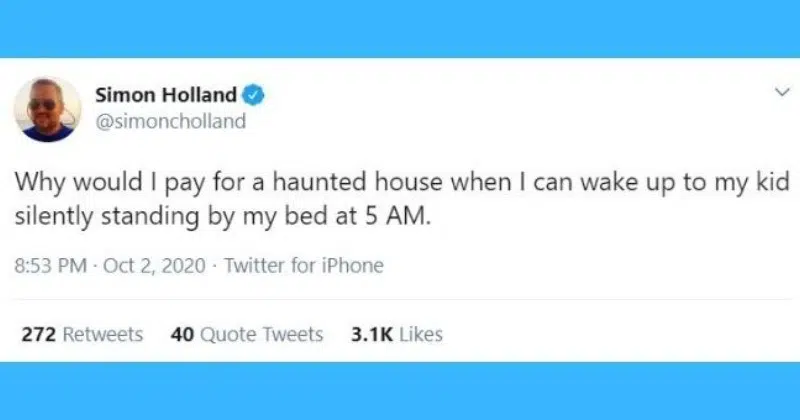 Simon Holland
@simoncholland
Why would I pay for a haunted house when I can wake up to my kid
silently standing by my bed at 5 AM.
8:53 PM · Oct 2, 2020 · Twitter for iPhone
272 Retweets 40 Quote Tweets 3.1K Likes